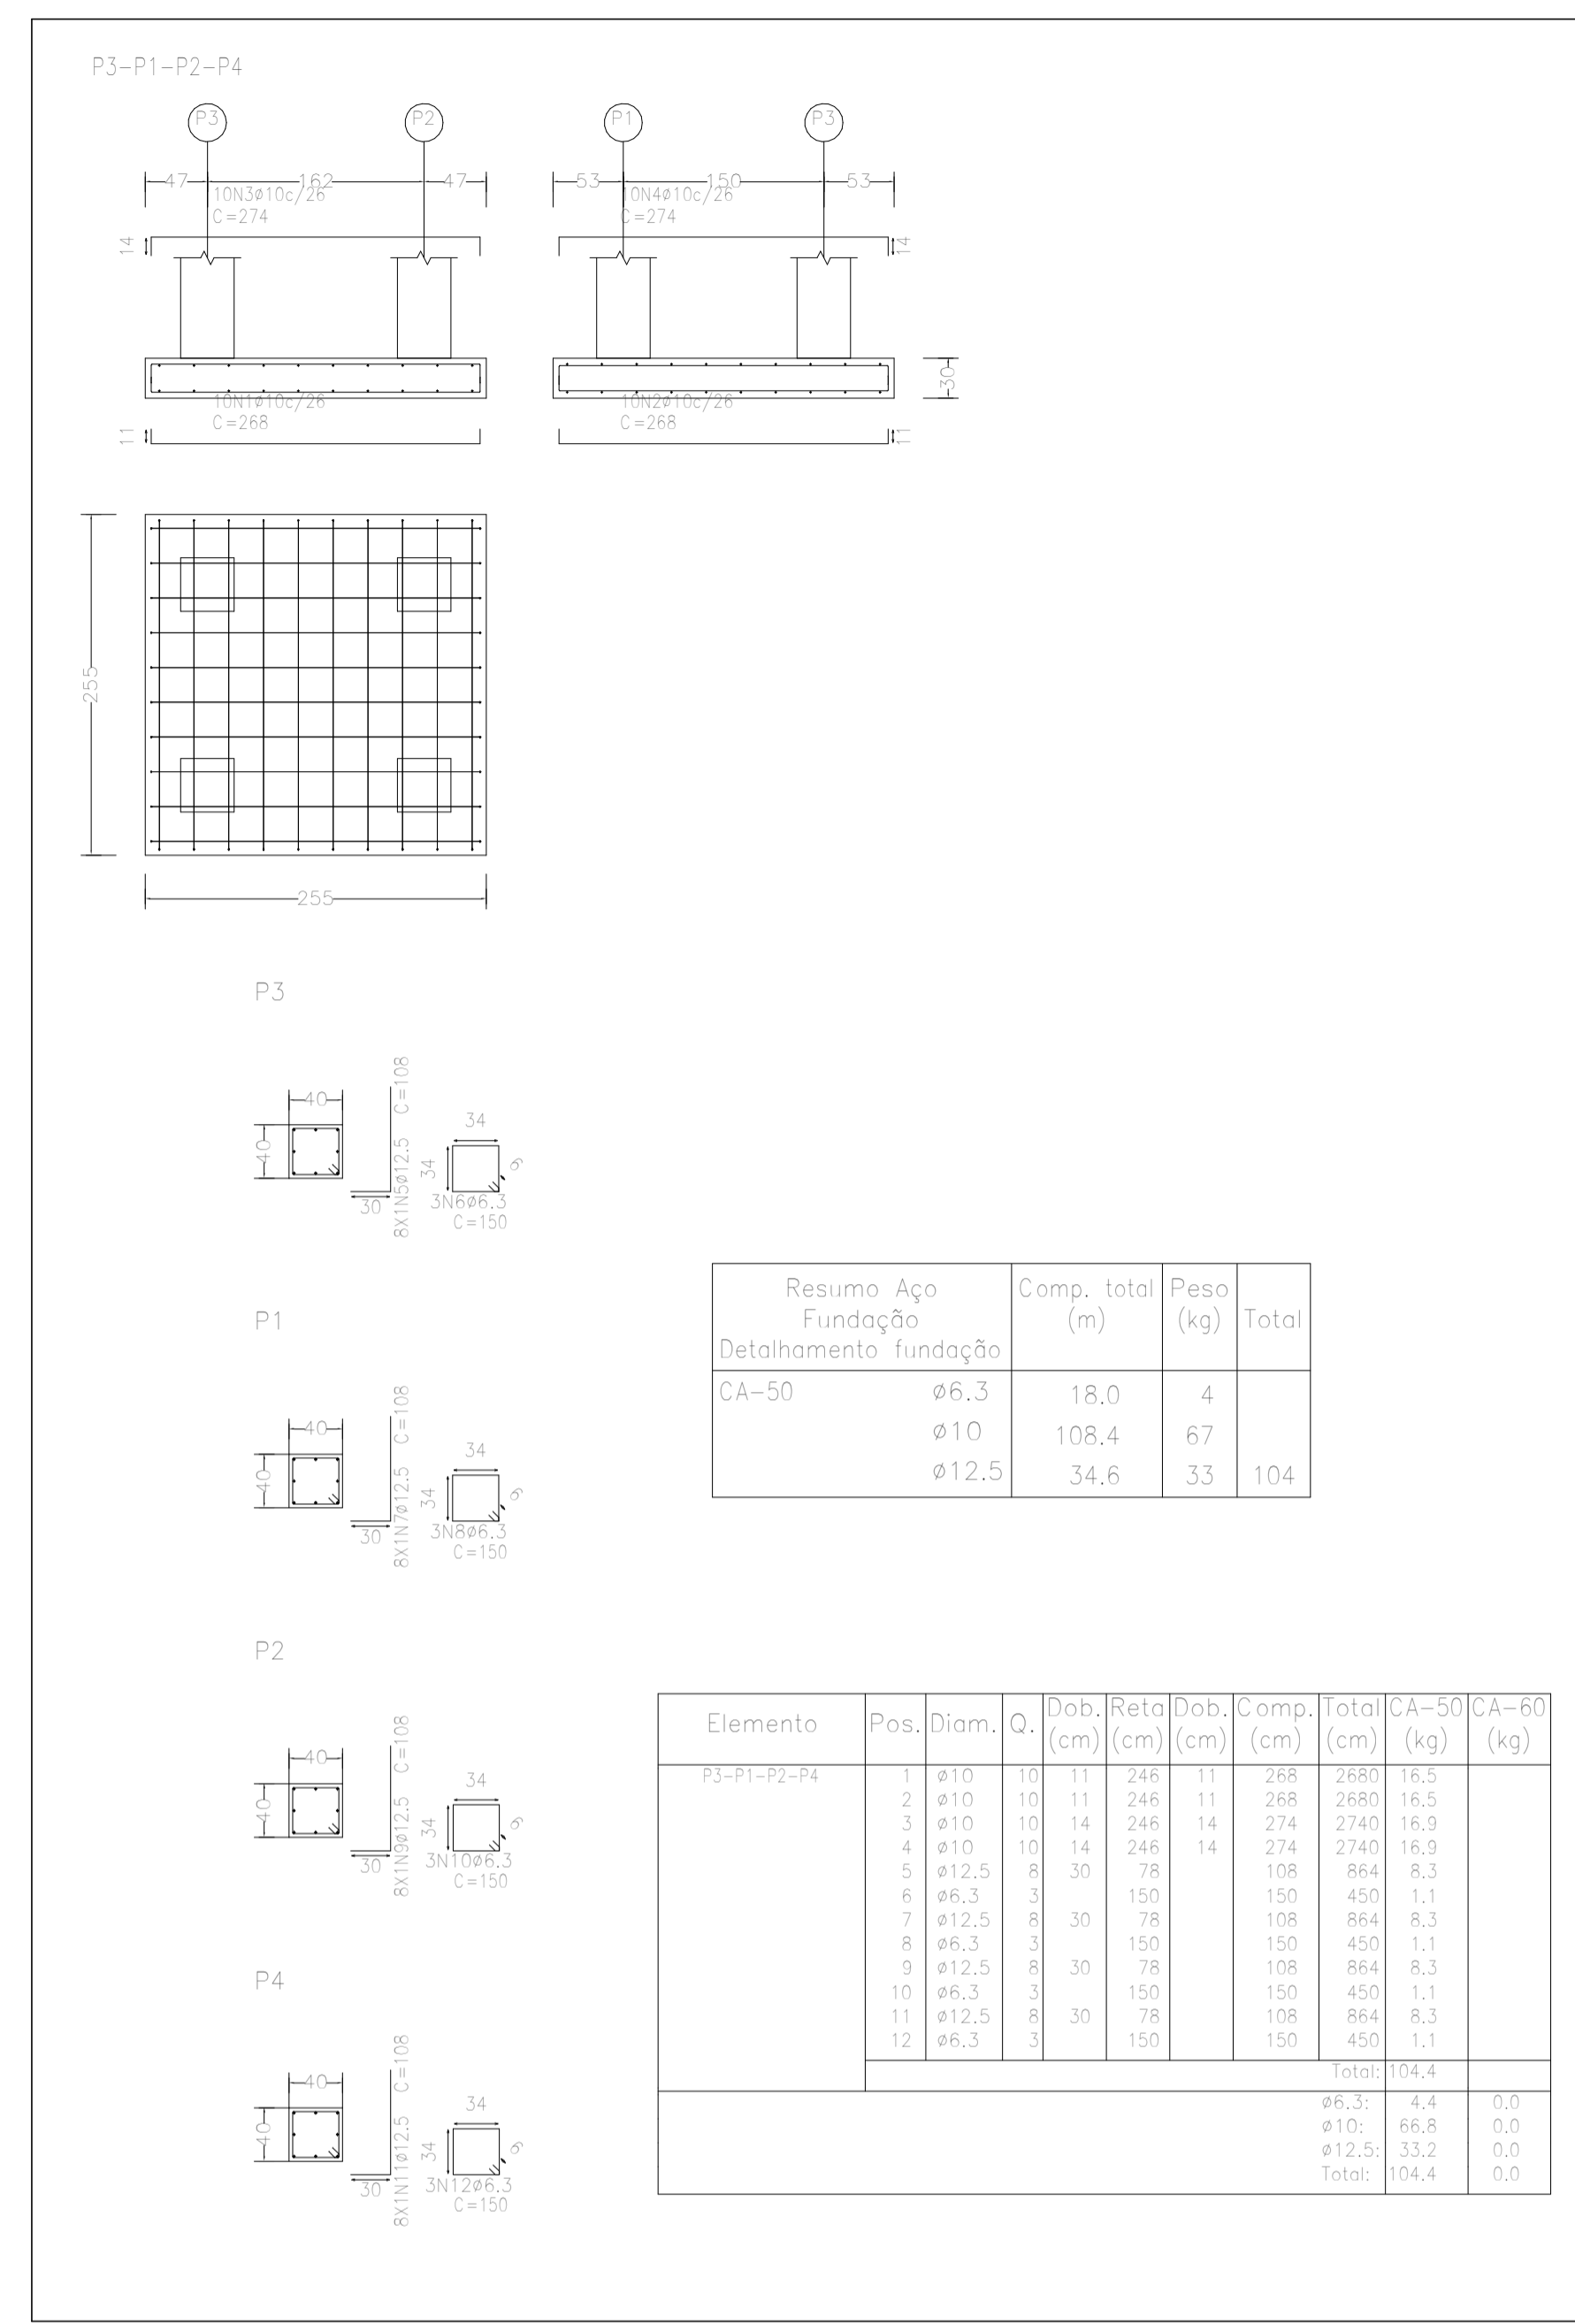 P3-P1-P2-P4
P3 P2 P1 P3
47 162 47 53 150 53
10N3ø10c/26 10N4ø10c/26
C=274 C=274
14 14
30
10N1ø10c/26 10N2ø10c/26
C=268 C=268
11 11
255
255
P3
40
40
30
8X1N5ø12.5 C=108
34
34
6
3N6ø6.3
C=150
P1
40
40
30
8X1N7ø12.5 C=108
34
34
6
3N8ø6.3
C=150
P2
40
40
30
8X1N9ø12.5 C=108
34
34
6
3N10ø6.3
C=150
P4
40
40
30
8X1N11ø12.5 C=108
34
34
6
3N12ø6.3
C=150
Resumo Aço
Fundação
Detalhamento fundação
Comp. total
(m)
Peso
(kg)
Total
CA-50 ø6.3 18.0 4
ø10 108.4 67
ø12.5 34.6 33 104
Elemento Pos. Diam. Q. Dob. (cm) Reta (cm) Dob. (cm) Comp. (cm) Total (cm) CA-50 (kg) CA-60 (kg)
P3-P1-P2-P4 1 ø10 10 11 246 11 268 2680 16.5
2 ø10 10 11 246 11 268 2680 16.5
3 ø10 10 14 246 14 274 2740 16.9
4 ø10 10 14 246 14 274 2740 16.9
5 ø12.5 8 30 78 108 864 8.3
6 ø6.3 3 150 150 450 1.1
7 ø12.5 8 30 78 108 864 8.3
8 ø6.3 3 150 150 450 1.1
9 ø12.5 8 30 78 108 864 8.3
10 ø6.3 3 150 150 450 1.1
11 ø12.5 8 30 78 108 864 8.3
12 ø6.3 3 150 150 450 1.1
Total: 104.4
ø6.3: 4.4 0.0
ø10: 66.8 0.0
ø12.5: 33.2 0.0
Total: 104.4 0.0